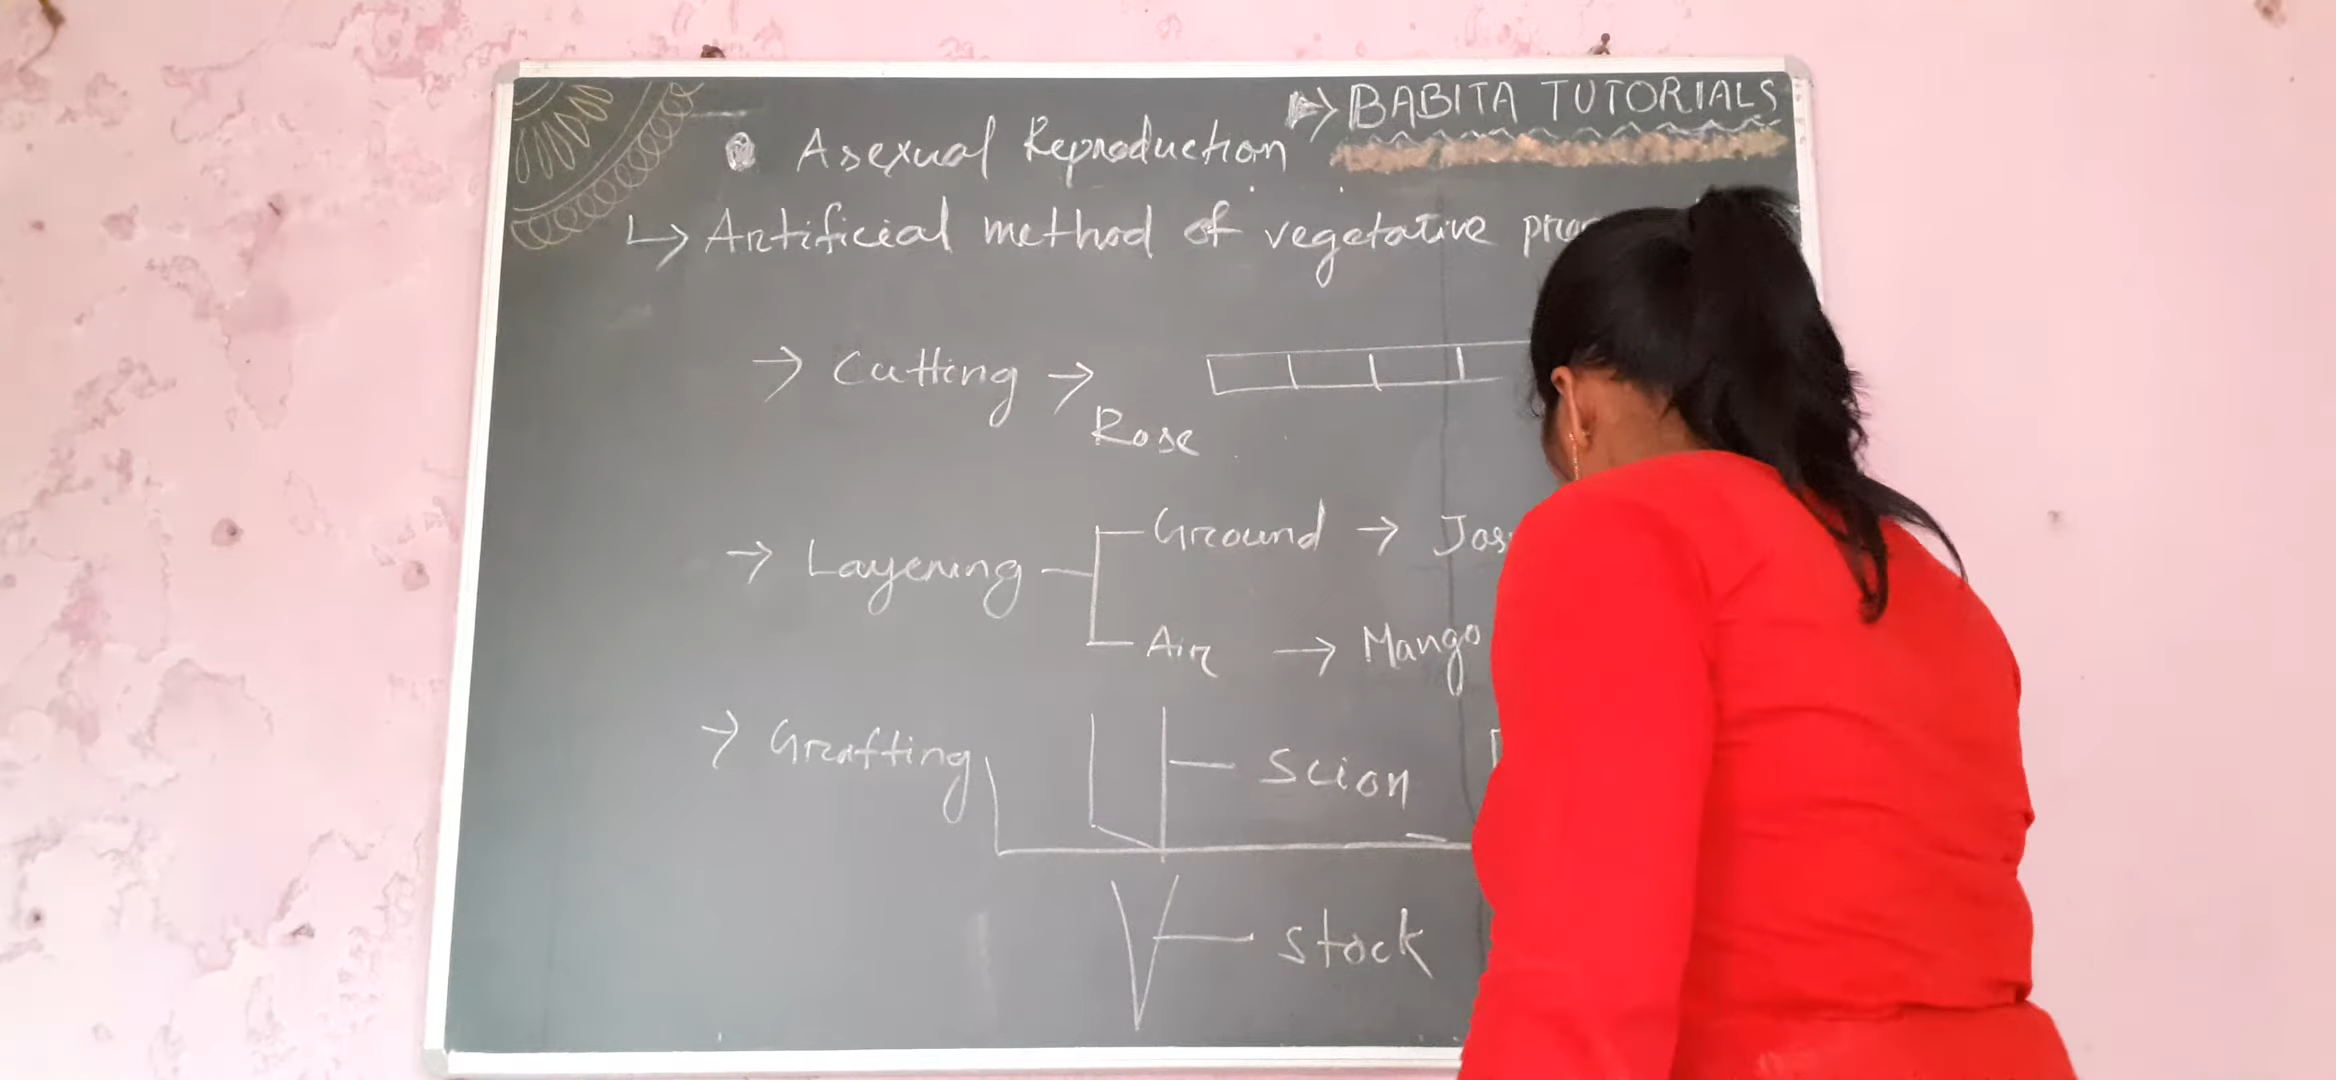 BABITA TUTORIALS
Asexual Reproduction
Artificial method of vegetative
Cutting → Rose
Layering
Ground →
Air → Mango
Grafting
Scion
Stock